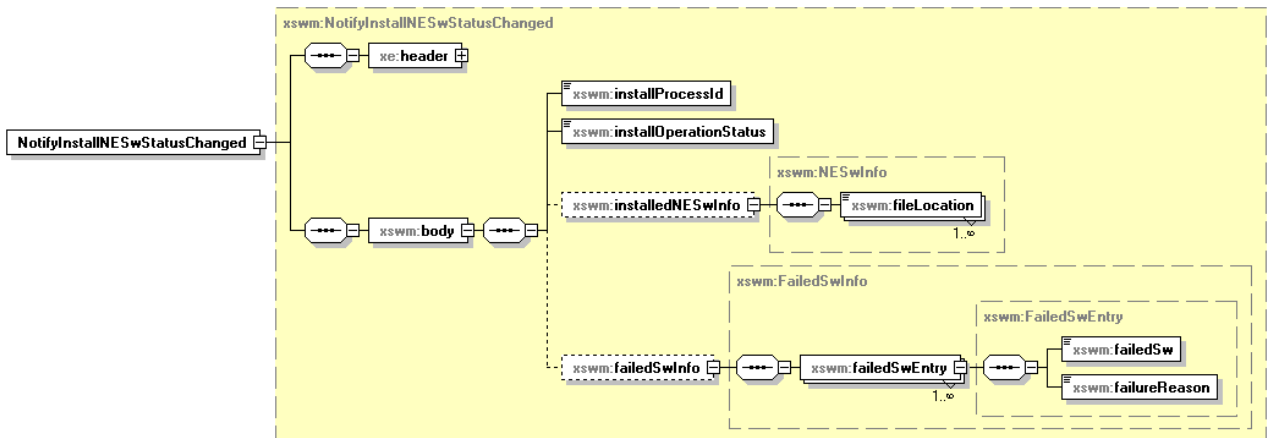 xswm:NotifyInstallNESwStatusChanged
xe:header
xswm:installProcessId
xswm:installOperationStatus
NotifyInstallNESwStatusChanged
xswm:NESwInfo
xswm:installedNESwInfo
xswm:fileLocation
1..∞
xswm:body
xswm:FailedSwInfo
xswm:FailedSwEntry
xswm:failedSw
xswm:failedSwInfo
xswm:failedSwEntry
xswm:failureReason
1..∞